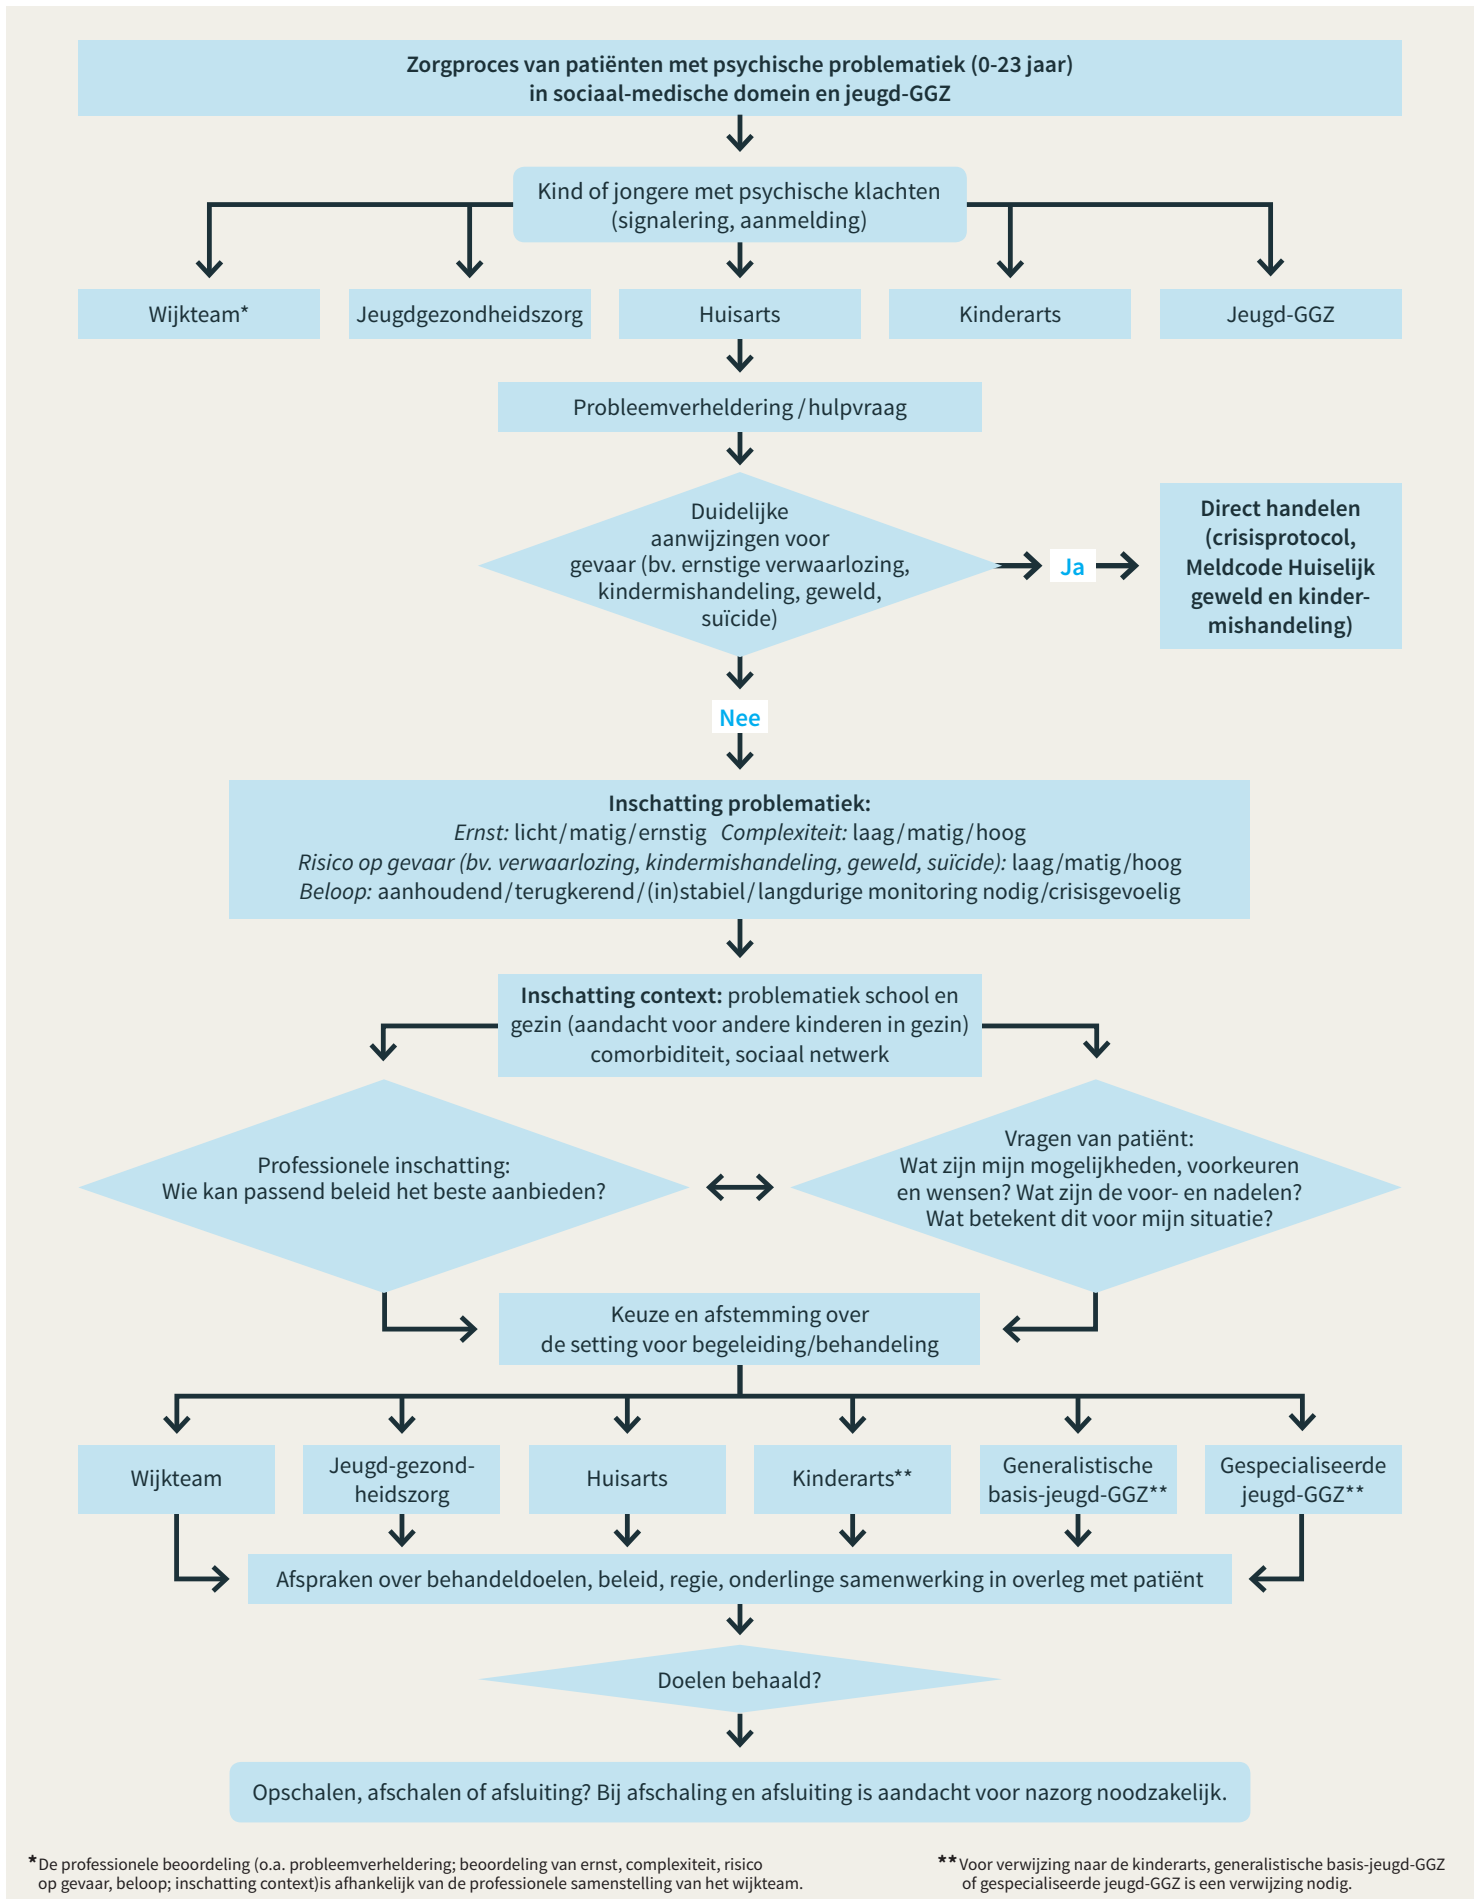 Zorgproces van patiënten met psychische problematiek (0-23 jaar)
in sociaal-medische domein en jeugd-GGZ
Kind of jongere met psychische klachten
(signalering, aanmelding)
Wijkteam*
Jeugdgezondheidszorg
Huisarts
Kinderarts
Jeugd-GGZ
Probleemverheldering/hulpvraag
Duidelijke
aanwijzingen voor
gevaar (bv. ernstige verwaarlozing,
kindermishandeling, geweld,
suïcide)
Ja
Direct handelen
(crisisprotocol,
Meldcode Huiselijk
geweld en kinder-
mishandeling)
Nee
Inschatting problematiek:
Ernst: licht/matig/ernstig Complexiteit: laag/matig/hoog
Risico op gevaar (bv. verwaarlozing, kindermishandeling, geweld, suïcide): laag/matig/hoog
Beloop: aanhoudend/terugkerend/(in)stabiel/langdurige monitoring nodig/crisisgevoelig
Inschatting context: problematiek school en
gezin (aandacht voor andere kinderen in gezin)
comorbiditeit, sociaal netwerk
Professionele inschatting:
Wie kan passend beleid het beste aanbieden?
Vragen van patiënt:
Wat zijn mijn mogelijkheden, voorkeuren
en wensen? Wat zijn de voor- en nadelen?
Wat betekent dit voor mijn situatie?
Keuze en afstemming over
de setting voor begeleiding/behandeling
Wijkteam
Jeugd-gezond-
heidszorg
Huisarts
Kinderarts**
Generalistische
basis-jeugd-GGZ**
Gespecialiseerde
jeugd-GGZ**
Afspraken over behandeldoelen, beleid, regie, onderlinge samenwerking in overleg met patiënt
Doelen behaald?
Opschalen, afschalen of afsluiting? Bij afschaling en afsluiting is aandacht voor nazorg noodzakelijk.
*De professionele beoordeling (o.a. probleemverheldering; beoordeling van ernst, complexiteit, risico
op gevaar, beloop; inschatting context)is afhankelijk van de professionele samenstelling van het wijkteam.
**Voor verwijzing naar de kinderarts, generalistische basis-jeugd-GGZ
of gespecialiseerde jeugd-GGZ is een verwijzing nodig.